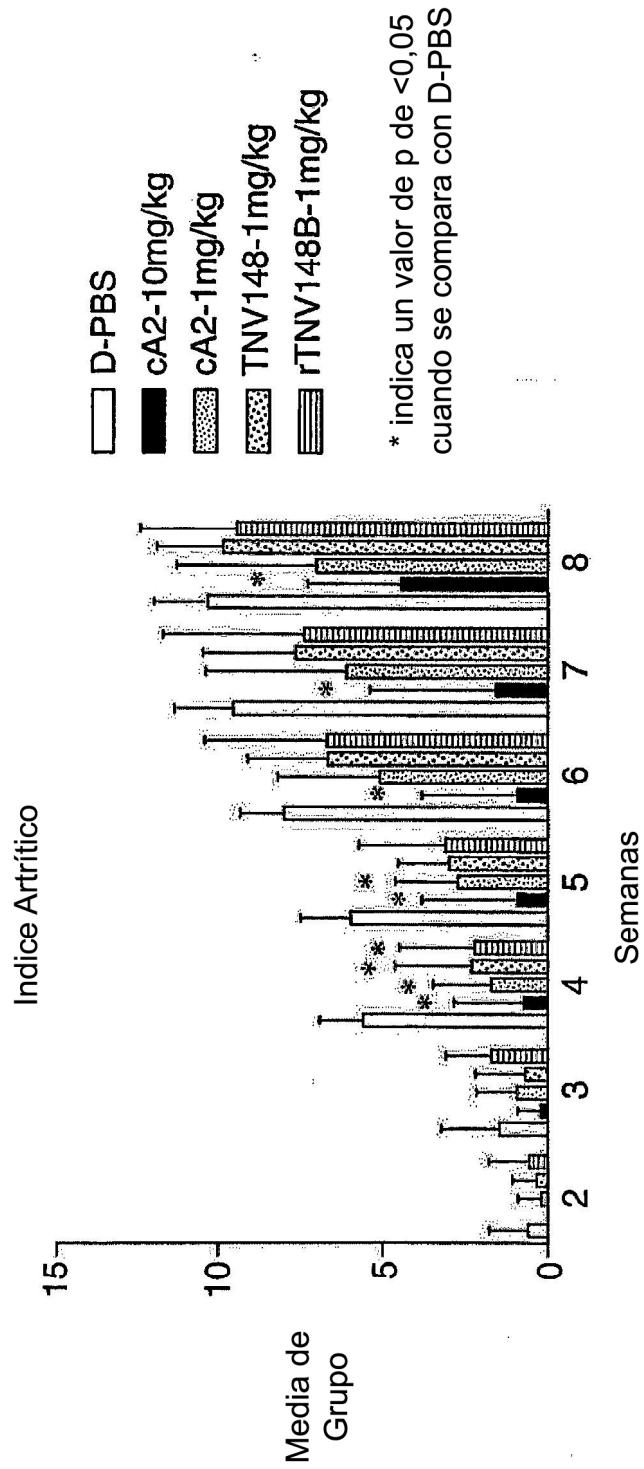 Indice Artrítico
Media de
Grupo
15
10
5
0
2
3
4
5
6
7
8
Semanas
* * * *
* *
*
*
*
D-PBS
cA2-10mg/kg
cA2-1mg/kg
TNV148-1mg/kg
rTNV148B-1mg/kg
* indica un valor de p de <0,05
cuando se compara con D-PBS